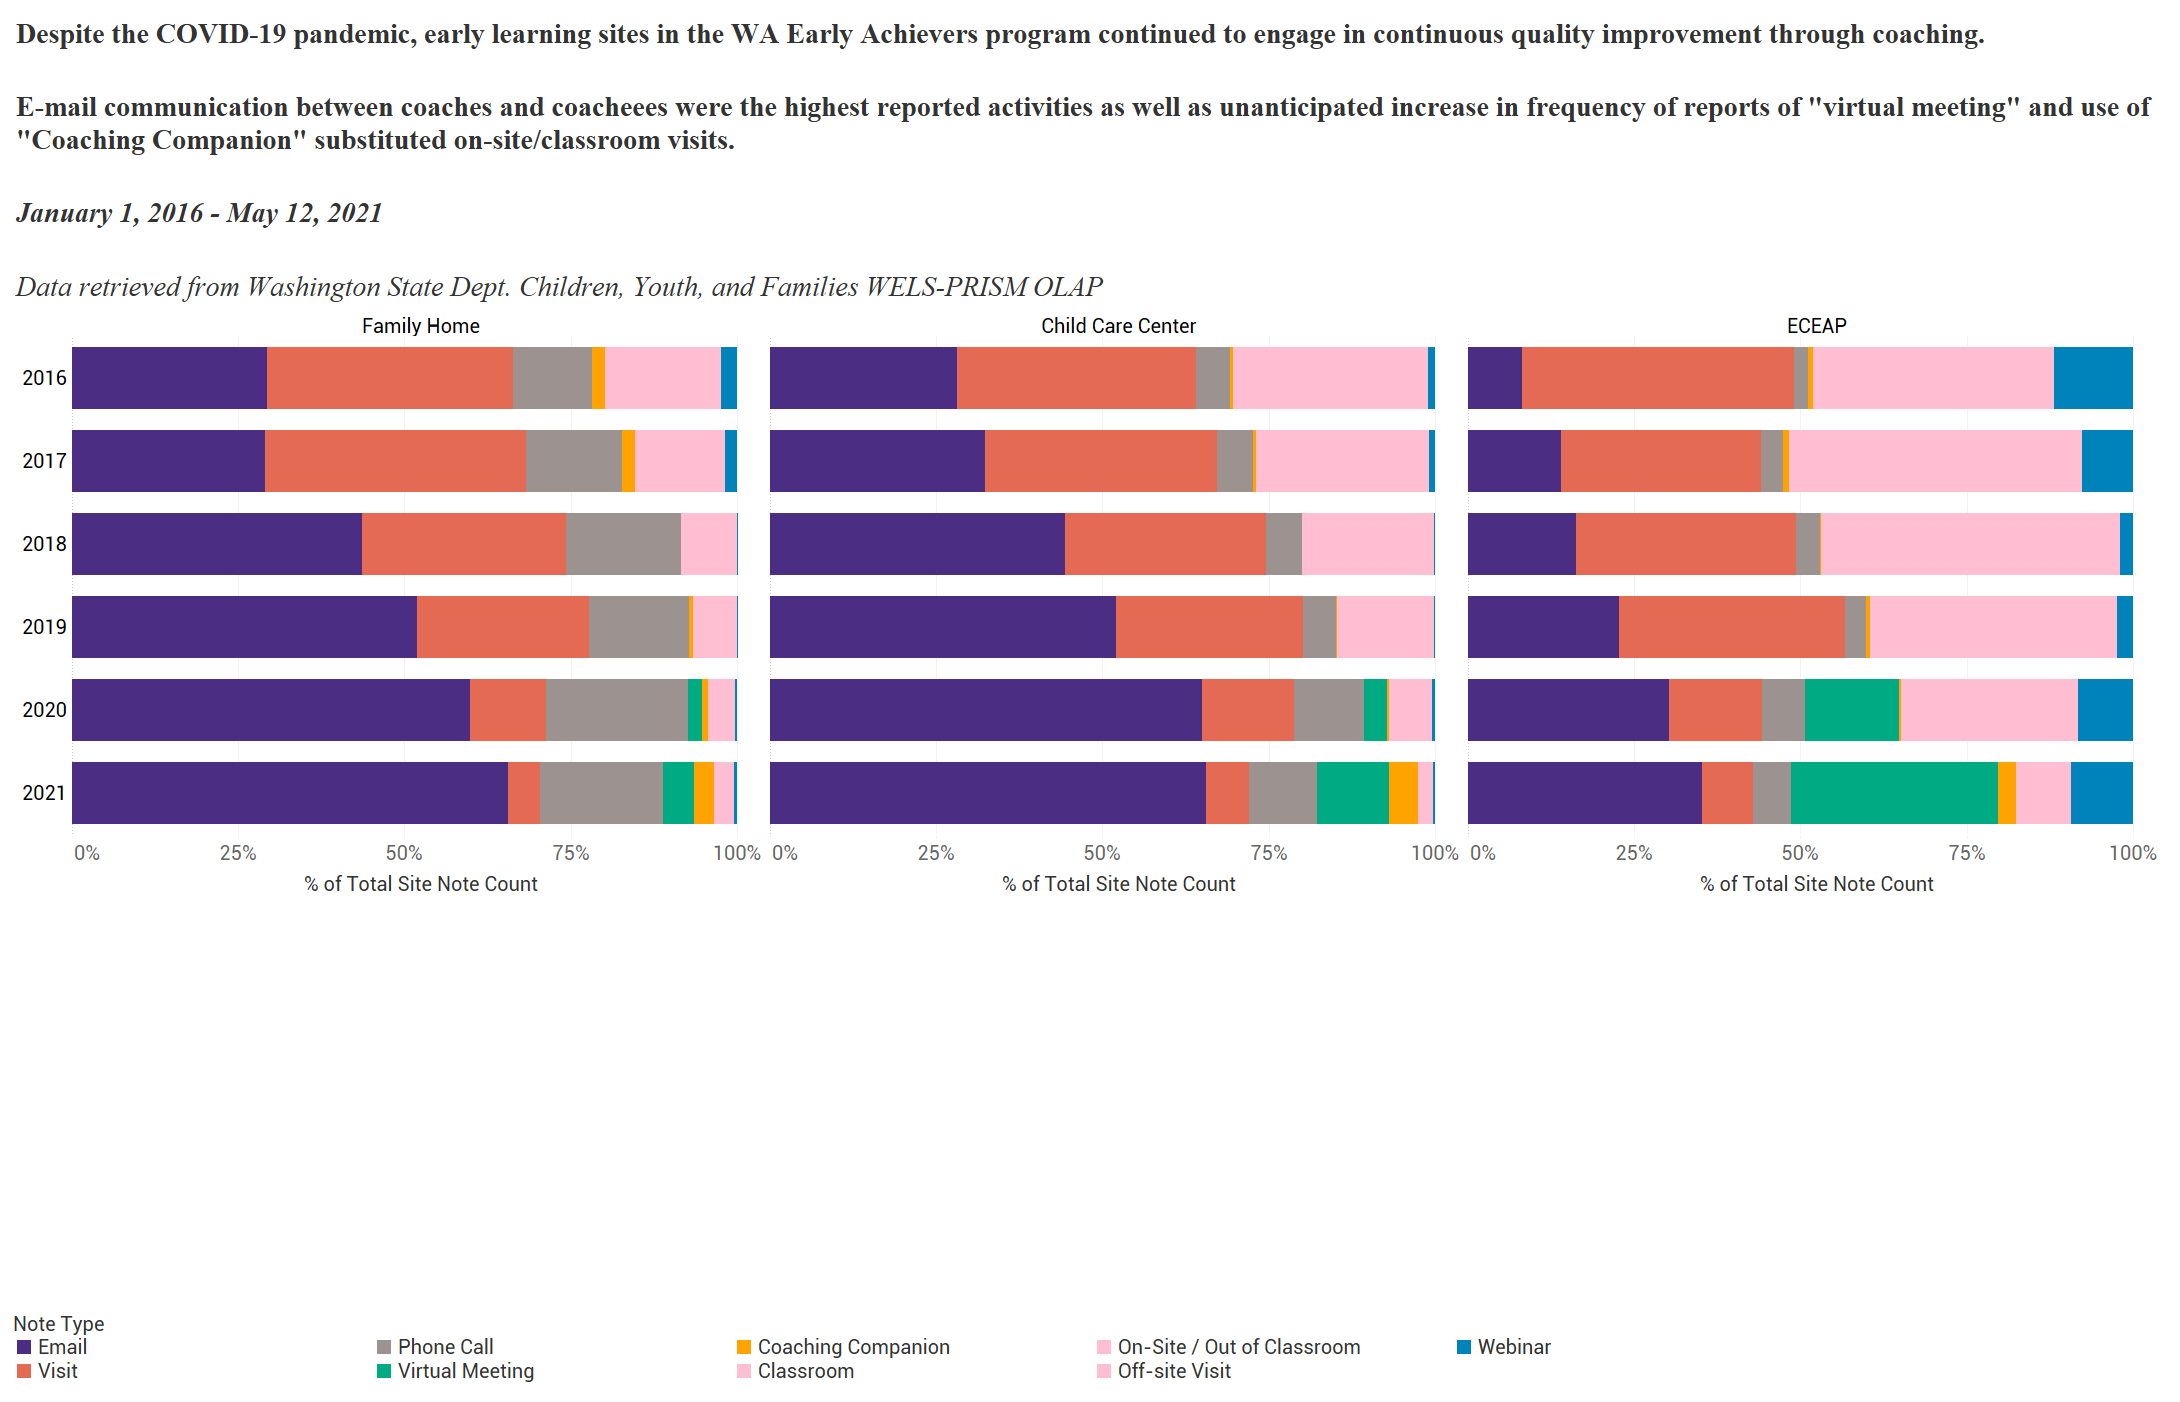 Despite the COVID-19 pandemic, early learning sites in the WA Early Achievers program continued to engage in continuous quality improvement through coaching.
E-mail communication between coaches and coacheees were the highest reported activities as well as unanticipated increase in frequency of reports of "virtual meeting" and use of
"Coaching Companion" substituted on-site/classroom visits.
January 1, 2016 - May 12, 2021
Data retrieved from Washington State Dept. Children, Youth, and Families WELS-PRISM OLAP
Family Home Child Care Center ECEAP
2016
2017
2018
2019
2020
2021
0% 25% 50% 75% 100% 0% 25% 50% 75% 100% 0% 25% 50% 75% 100%
% of Total Site Note Count % of Total Site Note Count % of Total Site Note Count
Note Type
Email Phone Call Coaching Companion On-Site / Out of Classroom Webinar
Visit Virtual Meeting Classroom Off-site Visit